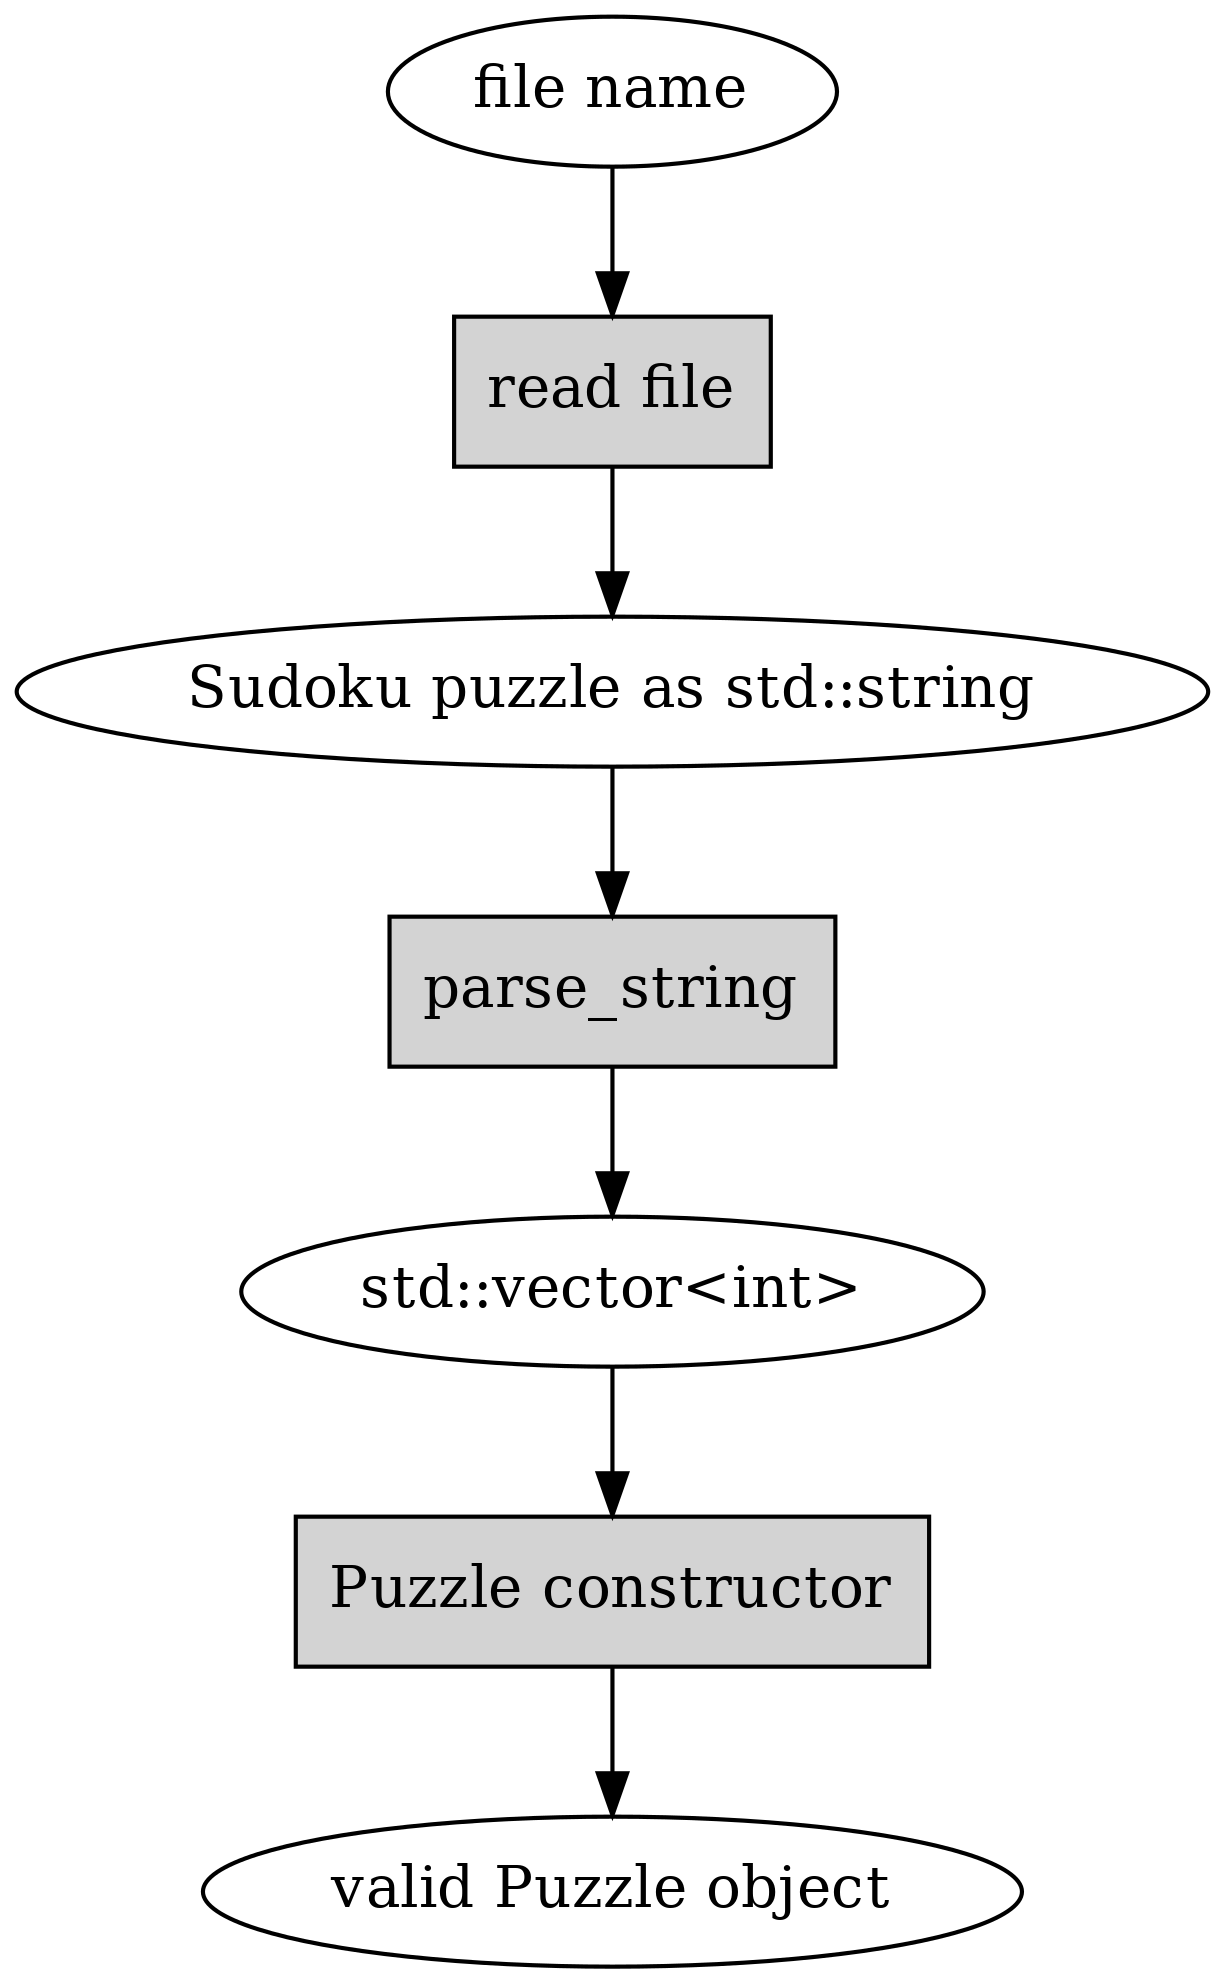 file name
read file
Sudoku puzzle as std::string
parse_string
std::vector<int>
Puzzle constructor
valid Puzzle object